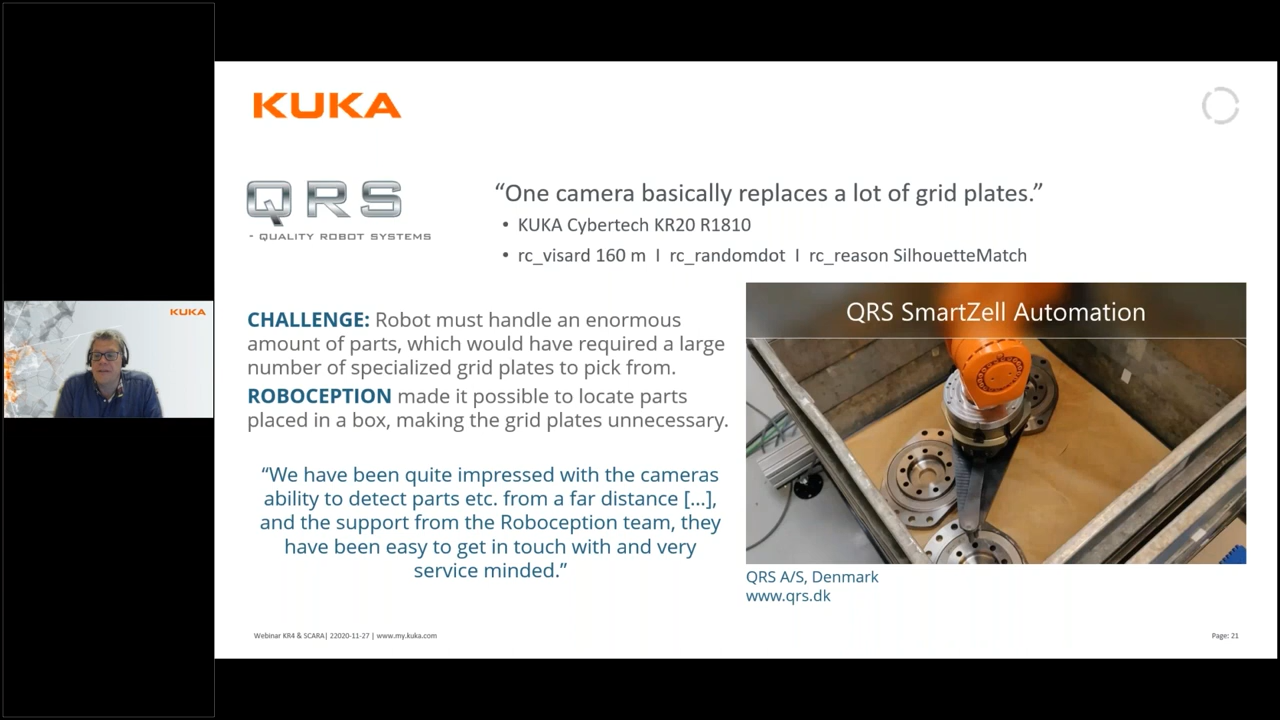 KUKA
QRS
- QUALITY ROBOT SYSTEMS
“One camera basically replaces a lot of grid plates.”
• KUKA Cybertech KR20 R1810
• rc_visard 160 m I rc_randomdot I rc_reason SilhouetteMatch
KUKA
CHALLENGE: Robot must handle an enormous
amount of parts, which would have required a large
number of specialized grid plates to pick from.
ROBOCEPTION made it possible to locate parts
placed in a box, making the grid plates unnecessary.
“We have been quite impressed with the cameras
ability to detect parts etc. from a far distance [...],
and the support from the Roboception team, they
have been easy to get in touch with and very
service minded.”
QRS SmartZell Automation
QRS A/S, Denmark
www.qrs.dk
Webinar KR4 & SCARA| 22020-11-27 | www.my.kuka.com
Page: 21